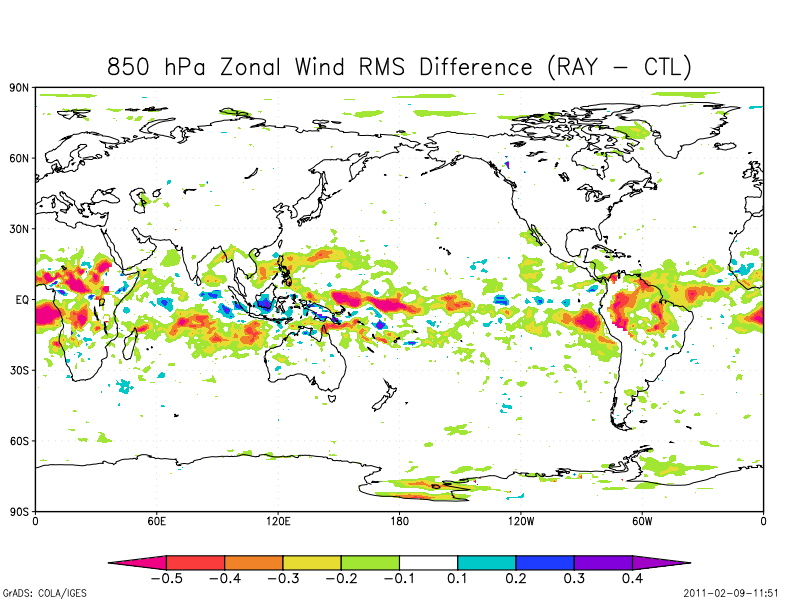 850 hPa Zonal Wind RMS Difference (RAY − CTL)
90N
60N
30N
EQ
30S
60S
90S
0 60E 120E 180 120W 60W 0
−0.5 −0.4 −0.3 −0.2 −0.1 0.1 0.2 0.3 0.4
GrADS: COLA/IGES 2011-02-09-11:51